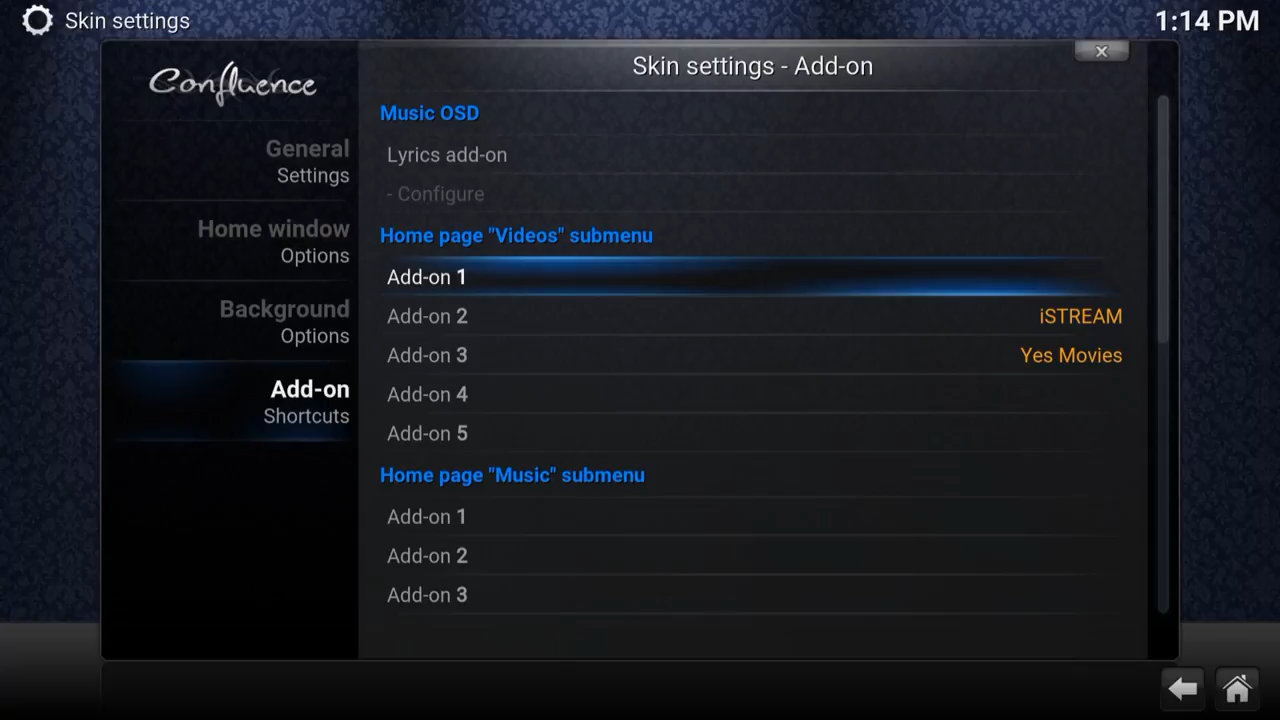 Skin settings
1:14 PM
Confluence
General
Settings
Home window
Options
Background
Options
Add-on
Shortcuts
Skin settings - Add-on
Music OSD
Lyrics add-on
- Configure
Home page "Videos" submenu
Add-on 1
Add-on 2 iSTREAM
Add-on 3 Yes Movies
Add-on 4
Add-on 5
Home page "Music" submenu
Add-on 1
Add-on 2
Add-on 3